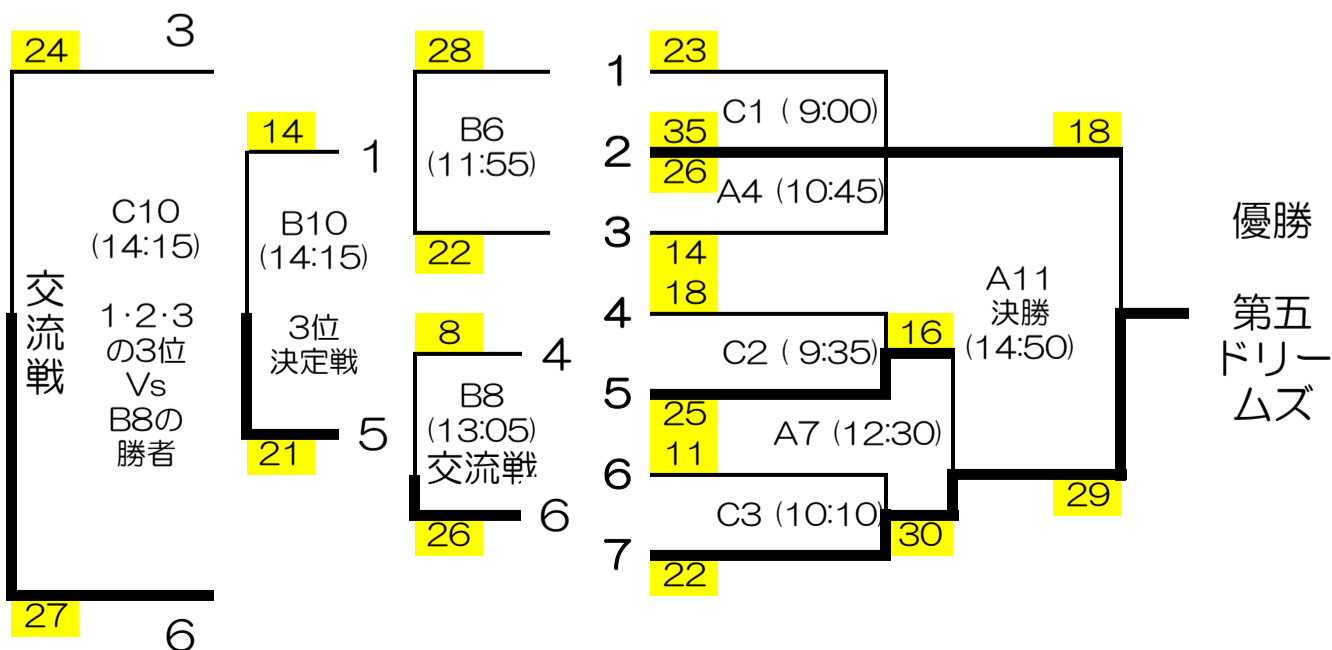 3
24
28
23
1
C1 ( 9:00)
14
1
B6
(11:55)
35
2
18
26
A4 (10:45)
C10
(14:15)
B10
(14:15)
22
3
14
優勝
交流戦
1・2・3
の3位
Vs
B8の
勝者
3位
決定戦
8
4
18
4
C2 ( 9:35)
16
A11
決勝
(14:50)
第五
ドリー
ムズ
B8
(13:05)
交流戦
5
25
5
21
A7 (12:30)
11
6
29
26
6
C3 (10:10)
30
7
22
27
6